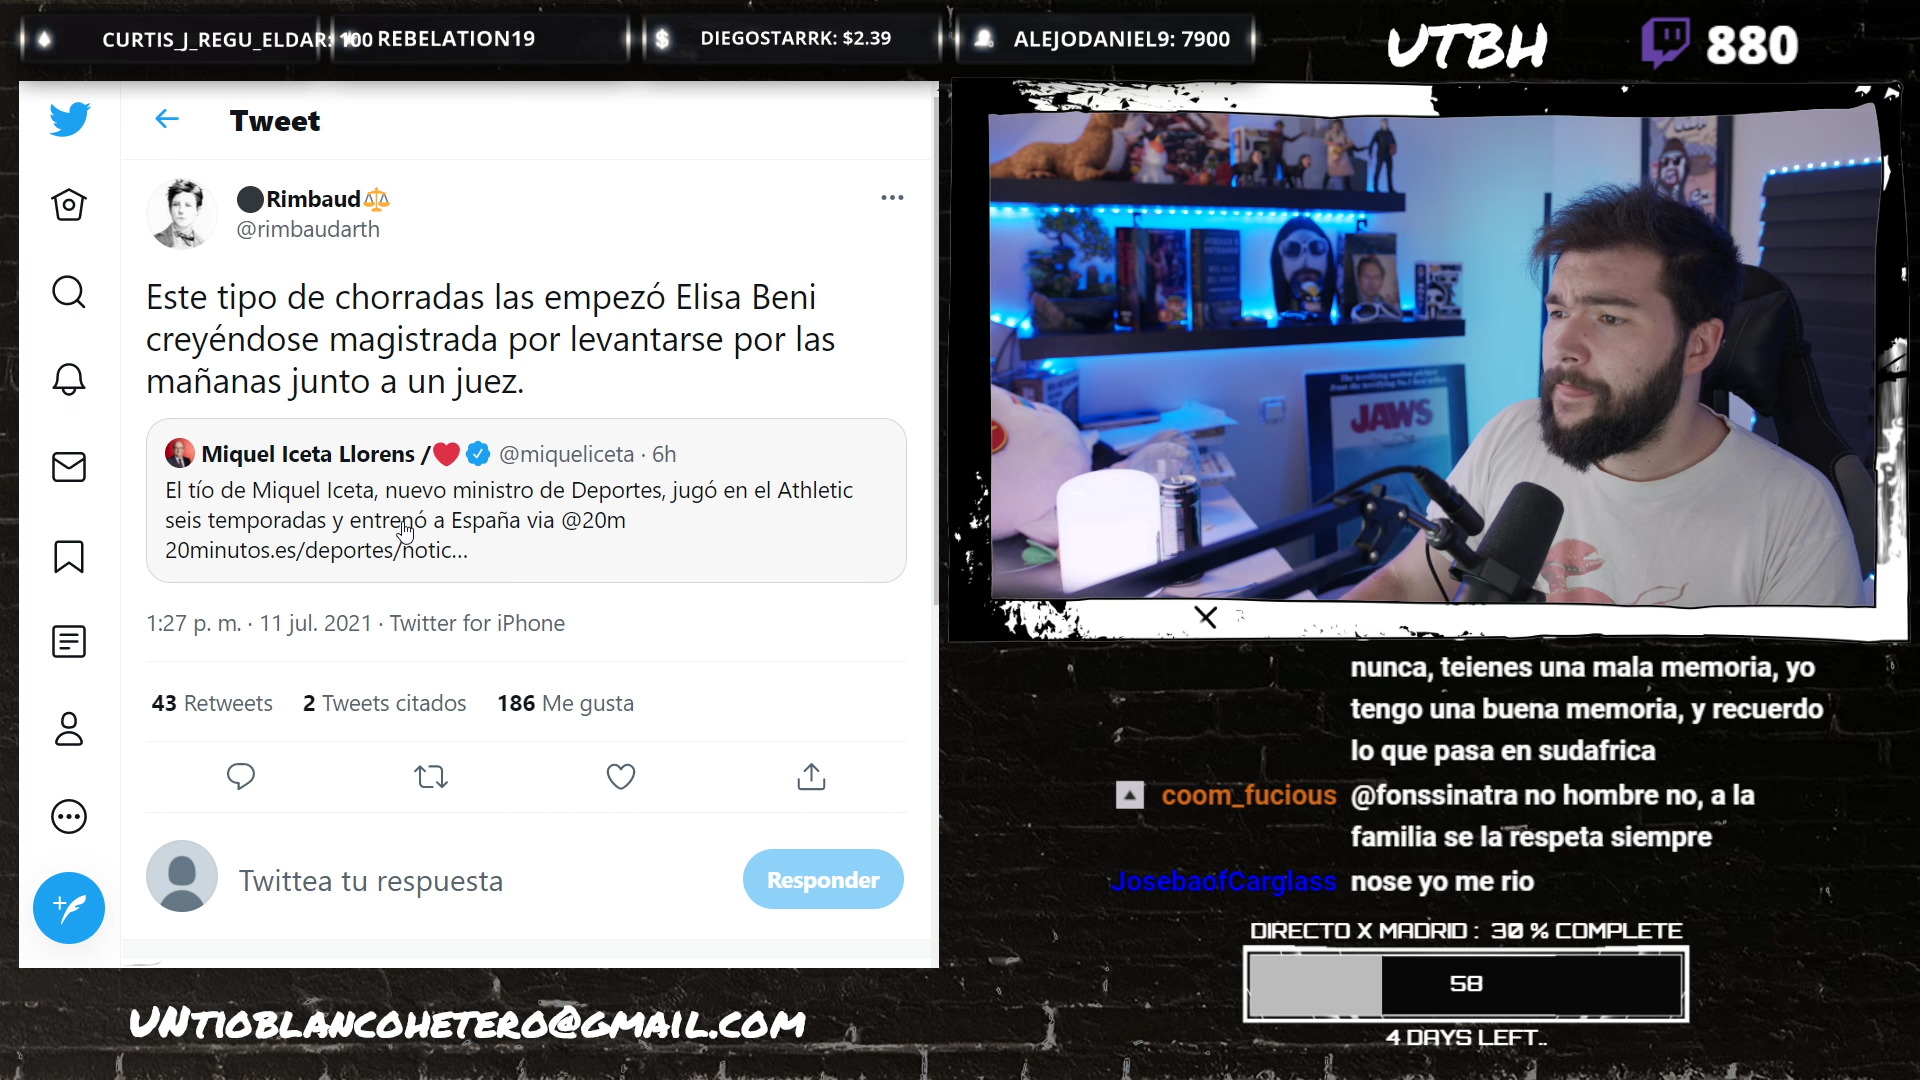 CURTIS_J_REGU_ELDAR: 100
REBELATION19
DIEGOSTARRK: $2.39
ALEJODANIEL9: 7900
UTBH
880
Tweet
Rimbaud
@rimbaudarth
Este tipo de chorradas las empezó Elisa Beni
creyéndose magistrada por levantarse por las
mañanas junto a un juez.
Miquel Iceta Llorens /❤️ @miqueliceta · 6h
El tío de Miquel Iceta, nuevo ministro de Deportes, jugó en el Athletic
seis temporadas y entrenó a España via @20m
20minutos.es/deportes/notic...
1:27 p. m. · 11 jul. 2021 · Twitter for iPhone
43 Retweets 2 Tweets citados 186 Me gusta
Twittea tu respuesta
Responder
JAWS
nunca, teienes una mala memoria, yo
tengo una buena memoria, y recuerdo
lo que pasa en sudafrica
coom_fucious @fonssinatra no hombre no, a la
familia se la respeta siempre
JosebaofCarglass nose yo me rio
DIRECTO X MADRID : 30 % COMPLETE
58
4 DAYS LEFT..
UNTIOBLANCOHETERO@GMAIL.COM